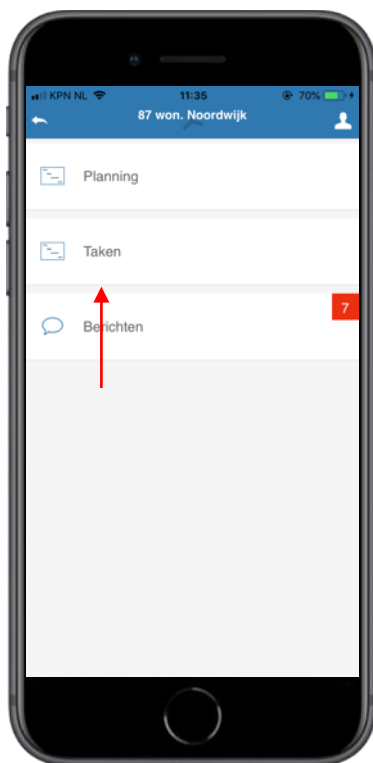 KPN NL 11:35 70%
87 won. Noordwijk
Planning
Taken
Berichten 7